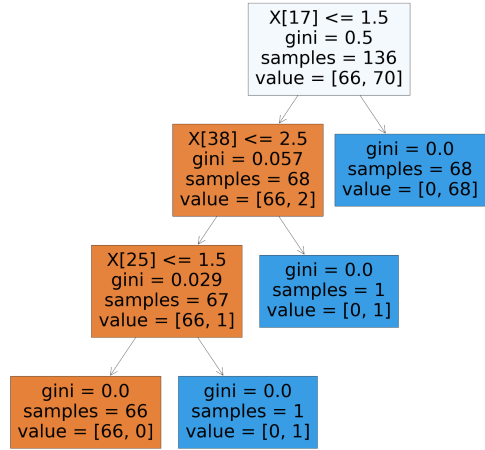 X[17] <= 1.5
gini = 0.5
samples = 136
value = [66, 70]
X[38] <= 2.5
gini = 0.057
samples = 68
value = [66, 2]
gini = 0.0
samples = 68
value = [0, 68]
X[25] <= 1.5
gini = 0.029
samples = 67
value = [66, 1]
gini = 0.0
samples = 1
value = [0, 1]
gini = 0.0
samples = 66
value = [66, 0]
gini = 0.0
samples = 1
value = [0, 1]